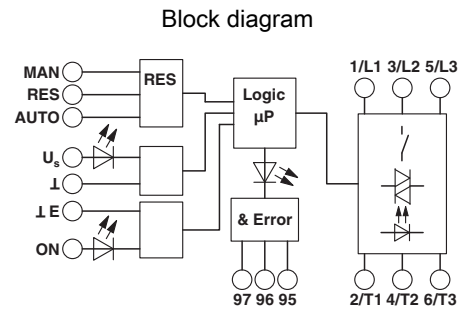 Block diagram
1/L1 3/L2 5/L3
MAN
RES
AUTO
RES
Logic
µP
Us
⊥
⊥ E
ON
& Error
97 96 95
2/T1 4/T2 6/T3